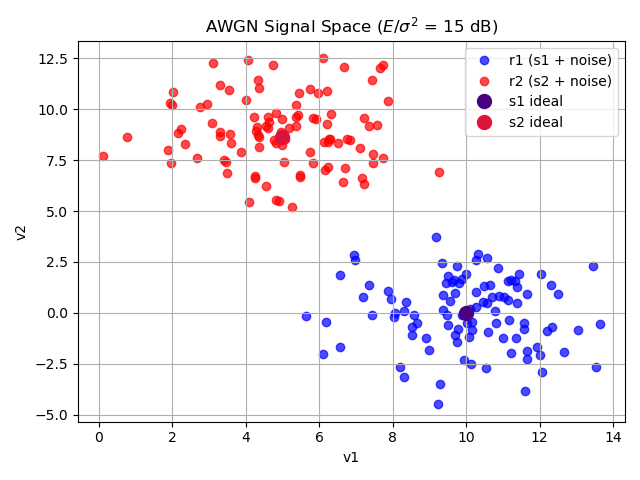 AWGN Signal Space (E/σ² = 15 dB)
r1 (s1 + noise)
r2 (s2 + noise)
s1 ideal
s2 ideal
12.5
10.0
7.5
5.0
2.5
0.0
−2.5
−5.0
v2
0 2 4 6 8 10 12 14
v1